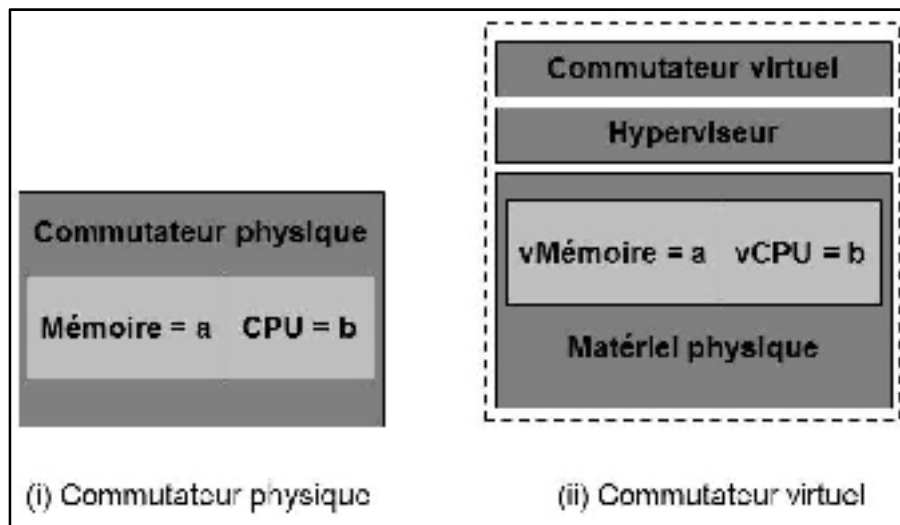 Commutateur physique
Mémoire = a CPU = b
(i) Commutateur physique
Commutateur virtuel
Hyperviseur
vMémoire = a vCPU = b
Matériel physique
(ii) Commutateur virtuel